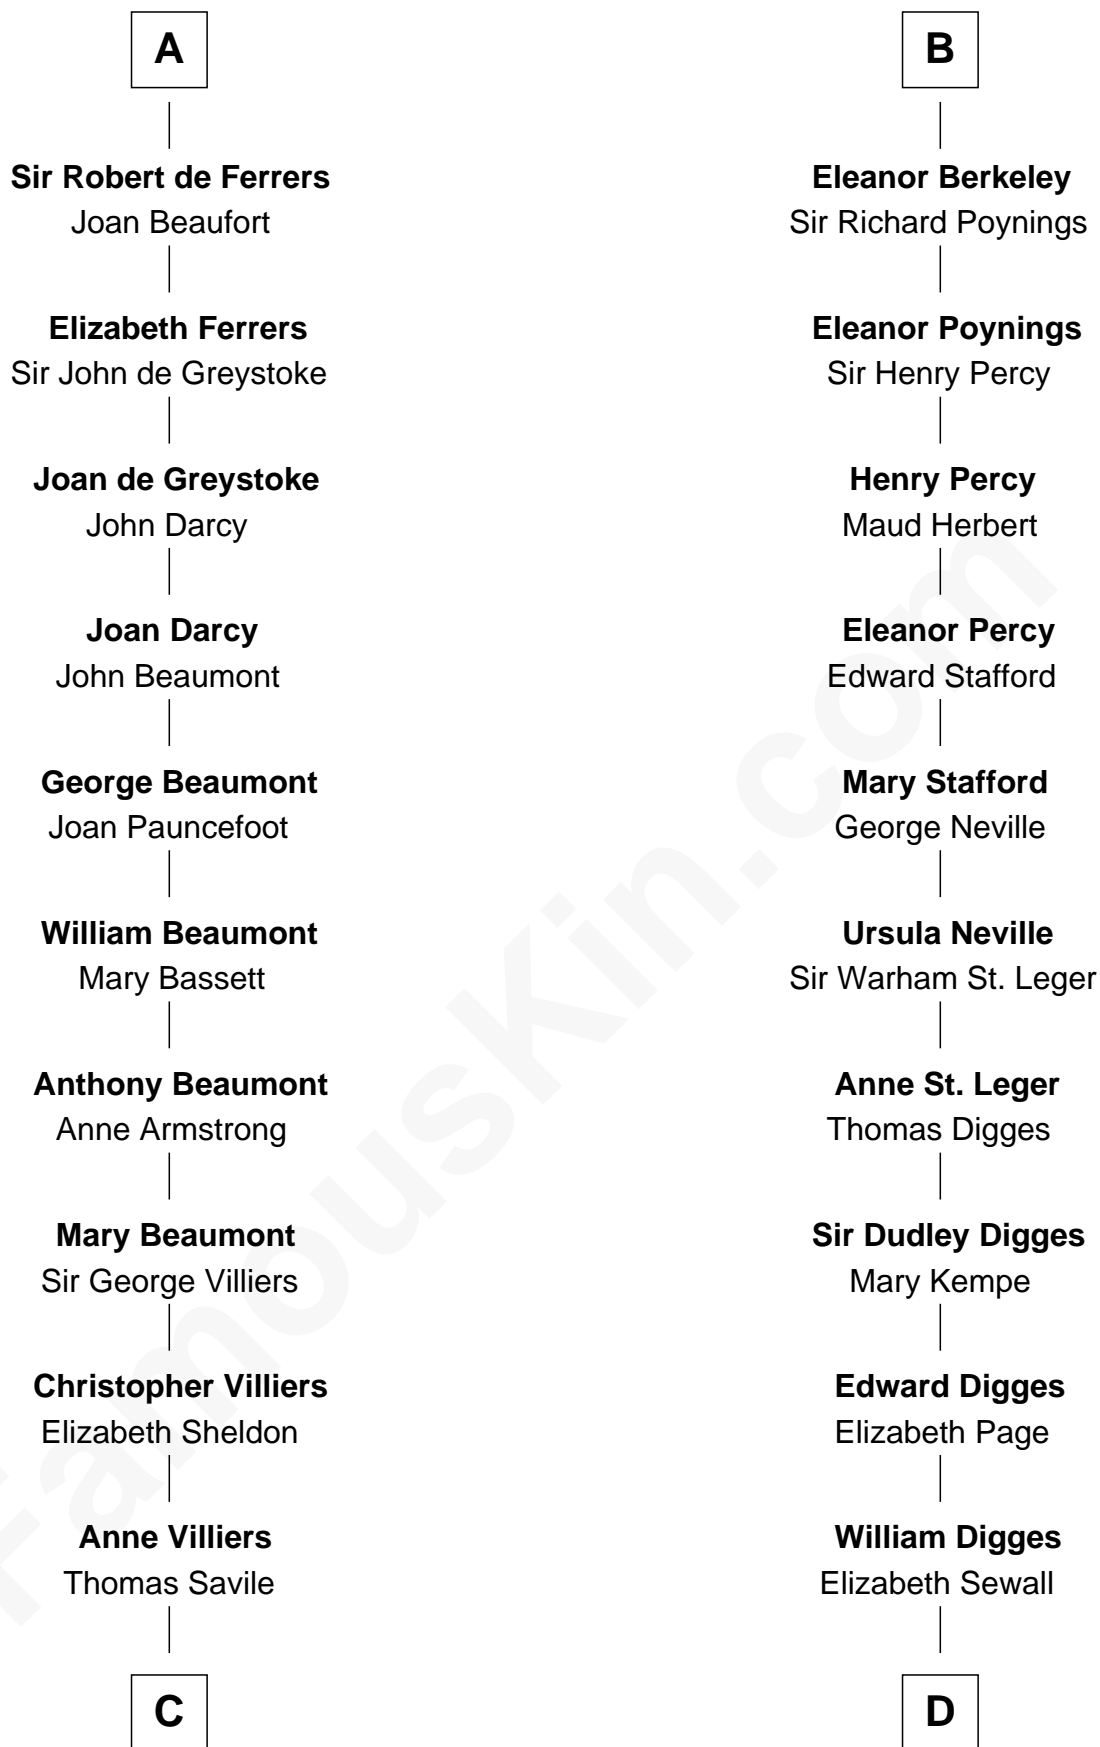 A
Sir Robert de Ferrers
Joan Beaufort
Elizabeth Ferrers
Sir John de Greystoke
Joan de Greystoke
John Darcy
Joan Darcy
John Beaumont
George Beaumont
Joan Pauncefoot
William Beaumont
Mary Bassett
Anthony Beaumont
Anne Armstrong
Mary Beaumont
Sir George Villiers
Christopher Villiers
Elizabeth Sheldon
Anne Villiers
Thomas Savile
C
B
Eleanor Berkeley
Sir Richard Poynings
Eleanor Poynings
Sir Henry Percy
Henry Percy
Maud Herbert
Eleanor Percy
Edward Stafford
Mary Stafford
George Neville
Ursula Neville
Sir Warham St. Leger
Anne St. Leger
Thomas Digges
Sir Dudley Digges
Mary Kempe
Edward Digges
Elizabeth Page
William Digges
Elizabeth Sewall
D
FamousKin.com